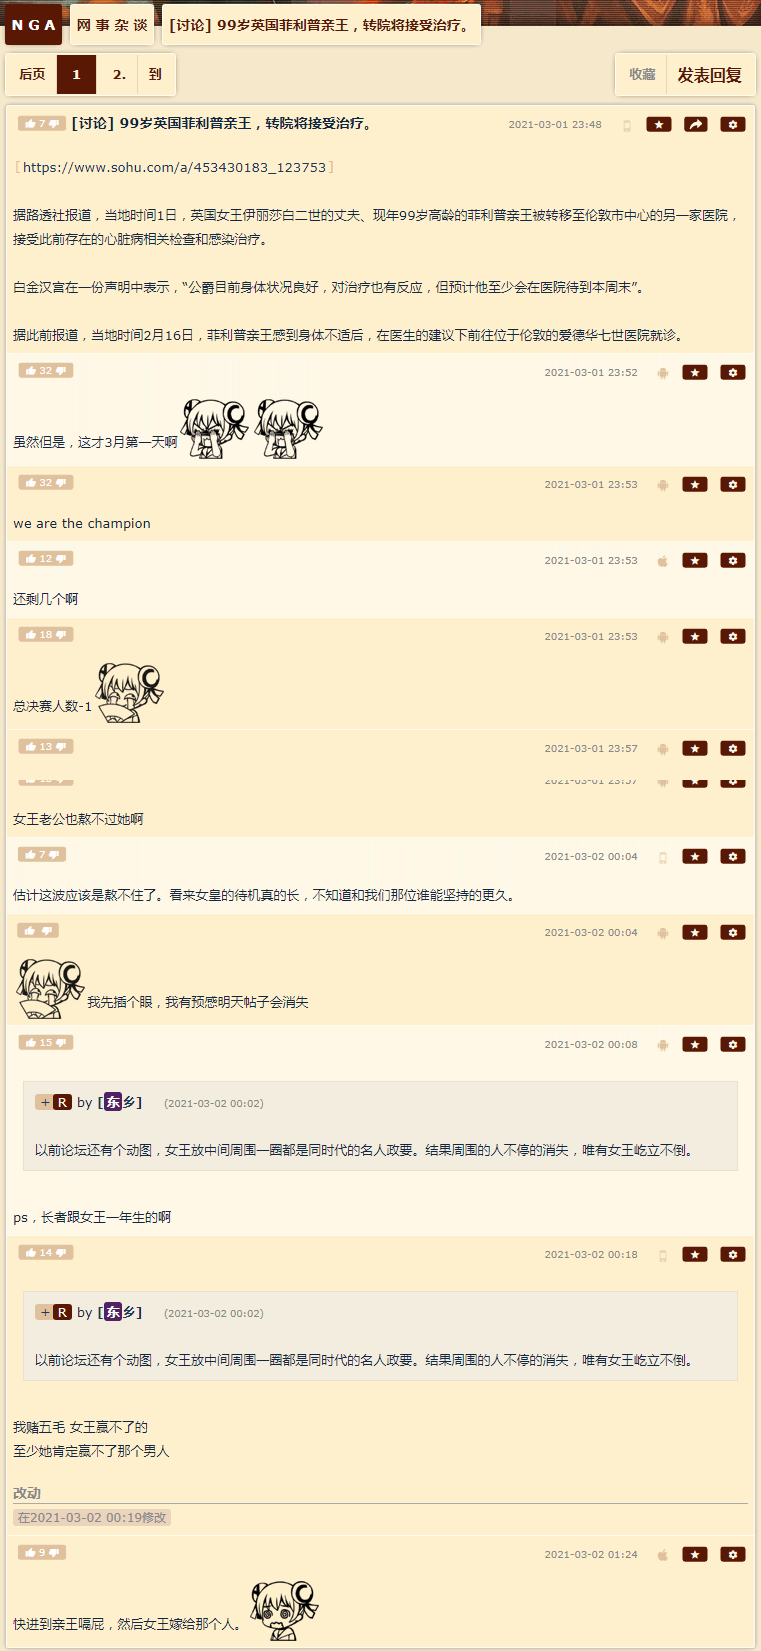 NGA 网事杂谈 [讨论] 99岁英国菲利普亲王，转院将接受治疗。
后页 1 2. 到 收藏 发表回复
7 [讨论] 99岁英国菲利普亲王，转院将接受治疗。 2021-03-01 23:48
[https://www.sohu.com/a/453430183_123753]
据路透社报道，当地时间1日，英国女王伊丽莎白二世的丈夫、现年99岁高龄的菲利普亲王被转移至伦敦市中心的另一家医院，
接受此前存在的心脏病相关检查和感染治疗。
白金汉宫在一份声明中表示，“公爵目前身体状况良好，对治疗也有反应，但预计他至少会在医院待到本周末”。
据此前报道，当地时间2月16日，菲利普亲王感到身体不适后，在医生的建议下前往位于伦敦的爱德华七世医院就诊。
32 2021-03-01 23:52
虽然但是，这才3月第一天啊
32 2021-03-01 23:53
we are the champion
12 2021-03-01 23:53
还剩几个啊
18 2021-03-01 23:53
总决赛人数-1
13 2021-03-01 23:57
13 2021-03-01 23:57
女王老公也熬不过她啊
7 2021-03-02 00:04
估计这波应该是熬不住了。看来女皇的待机真的长，不知道和我们那位谁能坚持的更久。
2021-03-02 00:04
我先插个眼，我有预感明天帖子会消失
15 2021-03-02 00:08
+R by [东乡] (2021-03-02 00:02)
以前论坛还有个动图，女王放中间周围一圈都是同时代的名人政要。结果周围的人不停的消失，唯有女王屹立不倒。
ps，长者跟女王一年生的啊
14 2021-03-02 00:18
+R by [东乡] (2021-03-02 00:02)
以前论坛还有个动图，女王放中间周围一圈都是同时代的名人政要。结果周围的人不停的消失，唯有女王屹立不倒。
我赌五毛 女王赢不了的
至少她肯定赢不了那个男人
改动
在2021-03-02 00:19修改
9 2021-03-02 01:24
快进到亲王嗝屁，然后女王嫁给那个人。